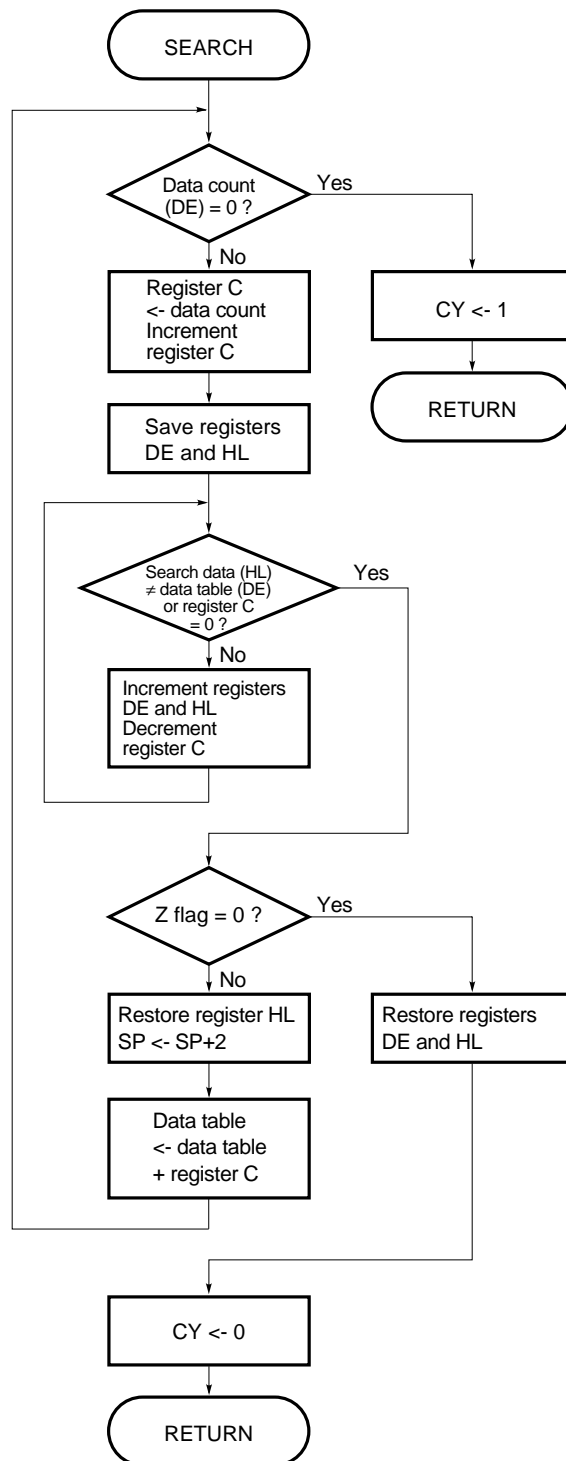 SEARCH
Data count
(DE) = 0 ?
Yes
No
Register C
<- data count
Increment
register C
CY <- 1
RETURN
Save registers
DE and HL
Search data (HL)
≠ data table (DE)
or register C
= 0 ?
Yes
No
Increment registers
DE and HL
Decrement
register C
Z flag = 0 ?
Yes
No
Restore register HL
SP <- SP+2
Restore registers
DE and HL
Data table
<- data table
+ register C
CY <- 0
RETURN